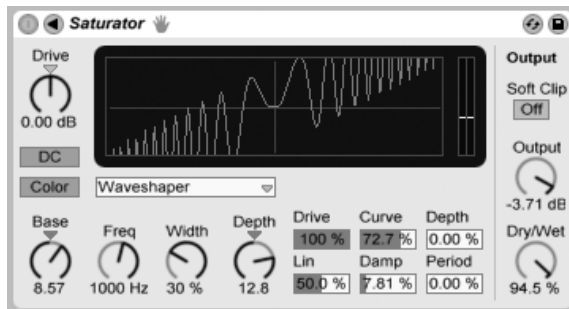 Saturator
Drive
0.00 dB
DC
Color
Waveshaper
Base
8.57
Freq
1000 Hz
Width
30 %
Depth
12.8
Drive
100 %
Curve
72.7 %
Depth
0.00 %
Lin
50.0 %
Damp
7.81 %
Period
0.00 %
Output
Soft Clip
Off
Output
-3.71 dB
Dry/Wet
94.5 %